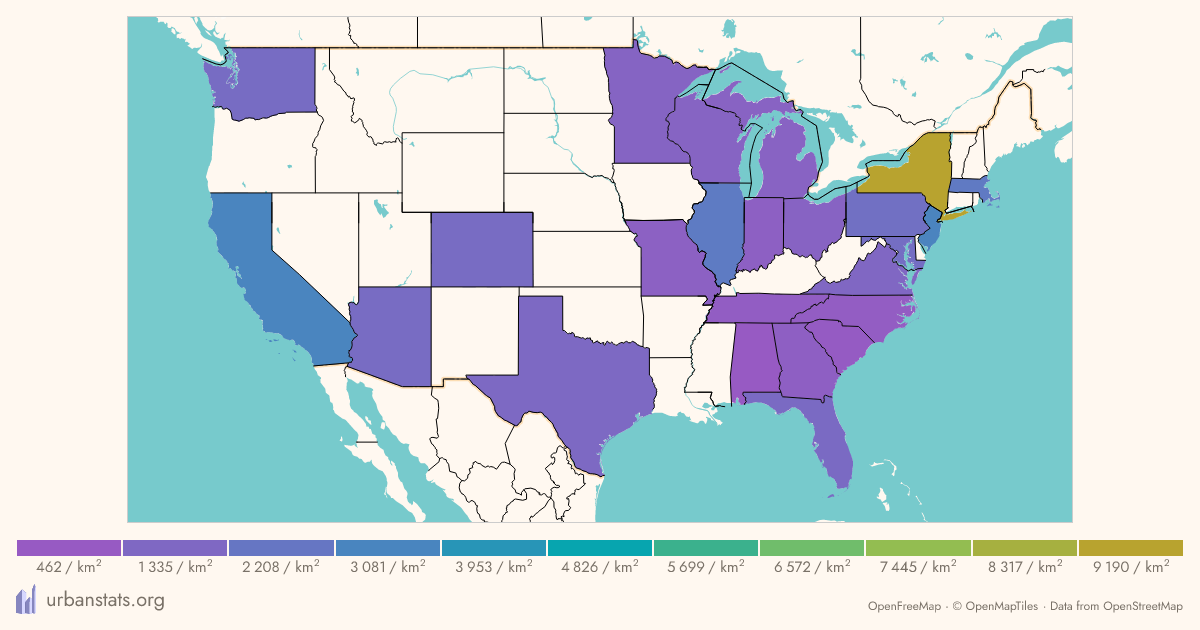 462 / km²
1 335 / km²
2 208 / km²
3 081 / km²
3 953 / km²
4 826 / km²
5 699 / km²
6 572 / km²
7 445 / km²
8 317 / km²
9 190 / km²
urbanstats.org
OpenFreeMap · © OpenMapTiles · Data from OpenStreetMap